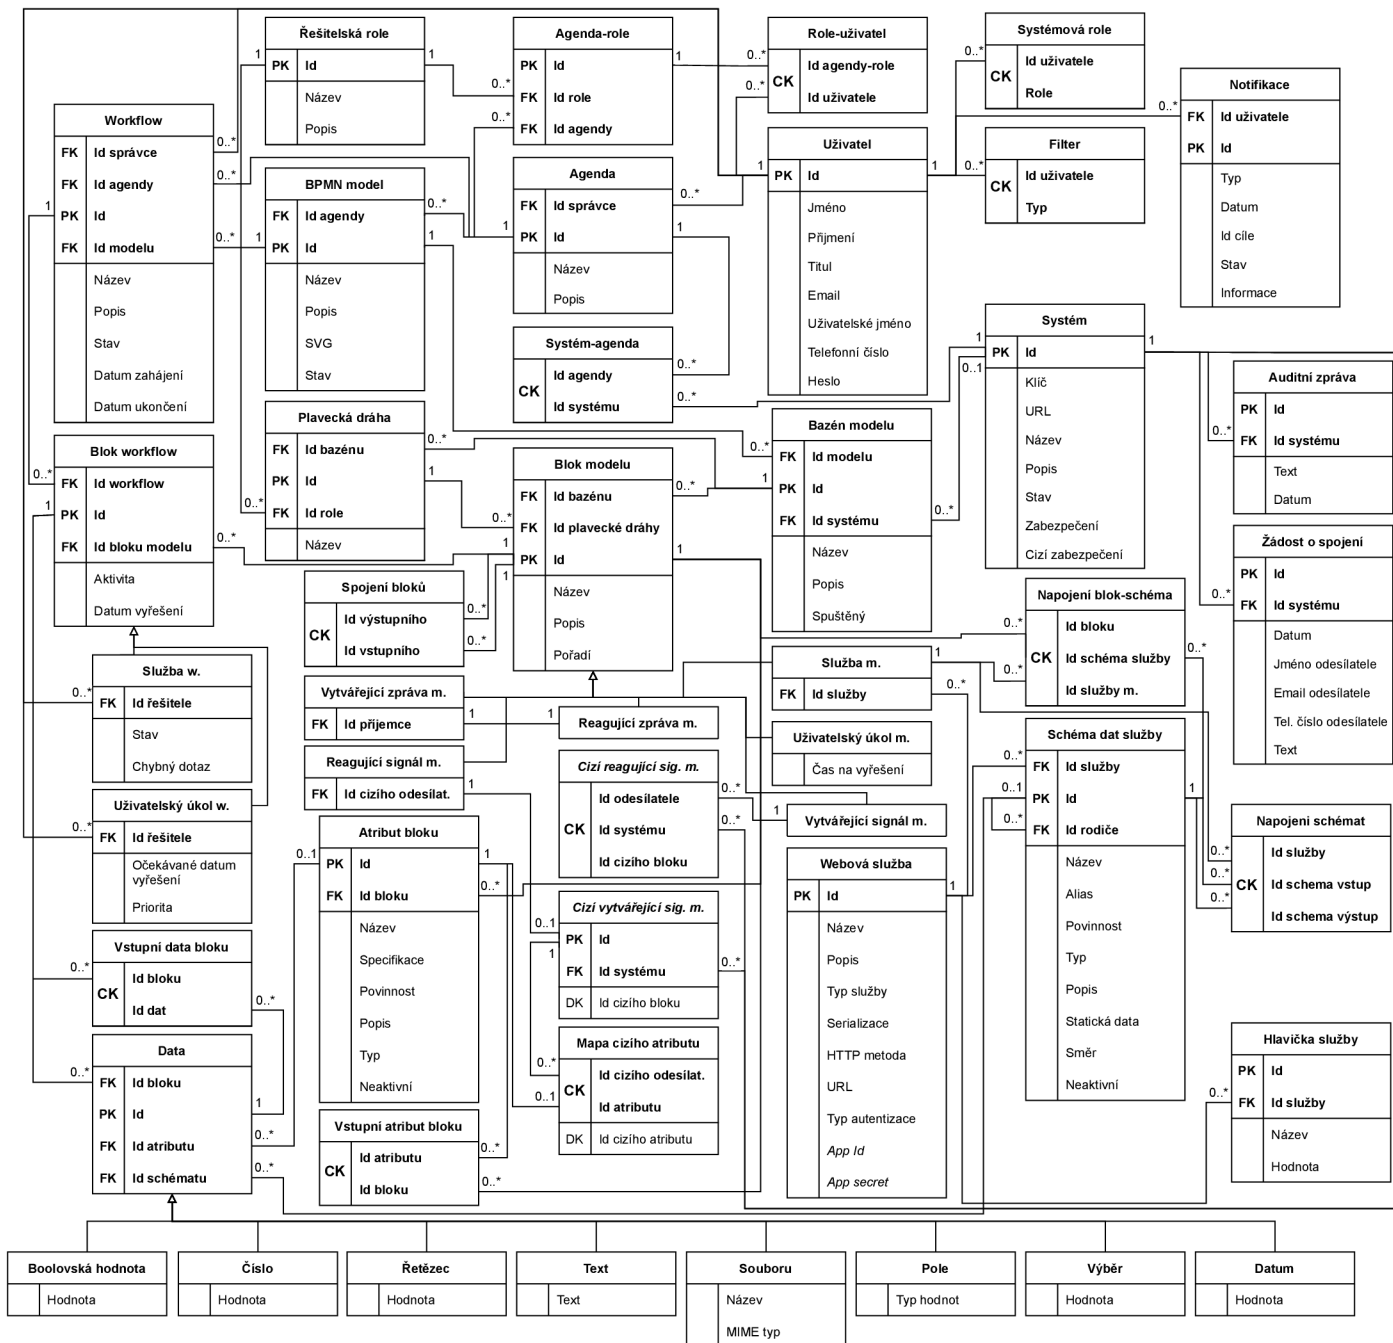 Řešitelská role
PK Id
Název
Popis
Agenda-role
PK Id
FK Id role
FK Id agendy
Role-uživatel
CK
Id agendy-role
Id uživatele
Systémová role
CK
Id uživatele
Role
Notifikace
FK Id uživatele
PK Id
Typ
Datum
Id cíle
Stav
Informace
Workflow
FK Id správce
FK Id agendy
PK Id
FK Id modelu
Název
Popis
Stav
Datum zahájení
Datum ukončení
BPMN model
FK Id agendy
PK Id
Název
Popis
SVG
Stav
Agenda
FK Id správce
PK Id
Název
Popis
Uživatel
PK Id
Jméno
Přijmení
Titul
Email
Uživatelské jméno
Telefonní číslo
Heslo
Filter
CK
Id uživatele
Typ
Systém-agenda
CK
Id agendy
Id systému
Systém
PK Id
Klíč
URL
Název
Popis
Stav
Zabezpečení
Cizí zabezpečení
Auditní zpráva
PK Id
FK Id systému
Text
Datum
Blok workflow
FK Id workflow
PK Id
FK Id bloku modelu
Aktivita
Datum vyřešení
Plavecká dráha
FK Id bazénu
PK Id
FK Id role
Název
Blok modelu
FK Id bazénu
FK Id plavecké dráhy
PK Id
Název
Popis
Pořadí
Bazén modelu
FK Id modelu
PK Id
FK Id systému
Název
Popis
Spuštěný
Žádost o spojení
PK Id
FK Id systému
Datum
Jméno odesílatele
Email odesílatele
Tel. číslo odesílatele
Text
Spojení bloků
CK
Id výstupního
Id vstupního
Napojení blok-schéma
CK
Id bloku
Id schéma služby
Id služby m.
Služba w.
FK Id řešitele
Stav
Chybný dotaz
Vytvářející zpráva m.
FK Id příjemce
Reagující zpráva m.
Služba m.
FK Id služby
Uživatelský úkol m.
Čas na vyřešení
Schéma dat služby
FK Id služby
PK Id
FK Id rodiče
Název
Alias
Povinnost
Typ
Popis
Statická data
Směr
Neaktivní
Reagující signál m.
FK Id cizího odesílat.
Cizí reagující sig. m.
CK
Id odesílatele
Id systému
Id cizího bloku
Vytvářející signál m.
Uživatelský úkol w.
FK Id řešitele
Očekávané datum
vyřešení
Priorita
Atribut bloku
PK Id
FK Id bloku
Název
Specifikace
Povinnost
Popis
Typ
Neaktivní
Webová služba
PK Id
Název
Popis
Typ služby
Serializace
HTTP metoda
URL
Typ autentizace
App Id
App secret
Napojeni schémat
CK
Id služby
Id schema vstup
Id schema výstup
Cizí vytvářející sig. m.
PK Id
FK Id systému
DK Id cizího bloku
Vstupní data bloku
CK
Id bloku
Id dat
Mapa cizího atributu
CK
Id cizího odesílat.
Id atributu
DK Id cizího atributu
Hlavička služby
PK Id
FK Id služby
Název
Hodnota
Data
FK Id bloku
PK Id
FK Id atributu
FK Id schématu
Vstupní atribut bloku
CK
Id atributu
Id bloku
Boolovská hodnota
Hodnota
Číslo
Hodnota
Řetězec
Hodnota
Text
Text
Souboru
Název
MIME typ
Pole
Typ hodnot
Výběr
Hodnota
Datum
Hodnota